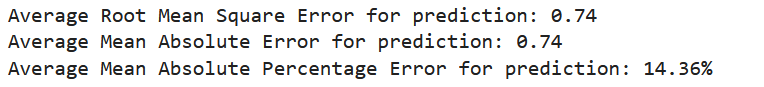 Average Root Mean Square Error for prediction: 0.74
Average Mean Absolute Error for prediction: 0.74
Average Mean Absolute Percentage Error for prediction: 14.36%